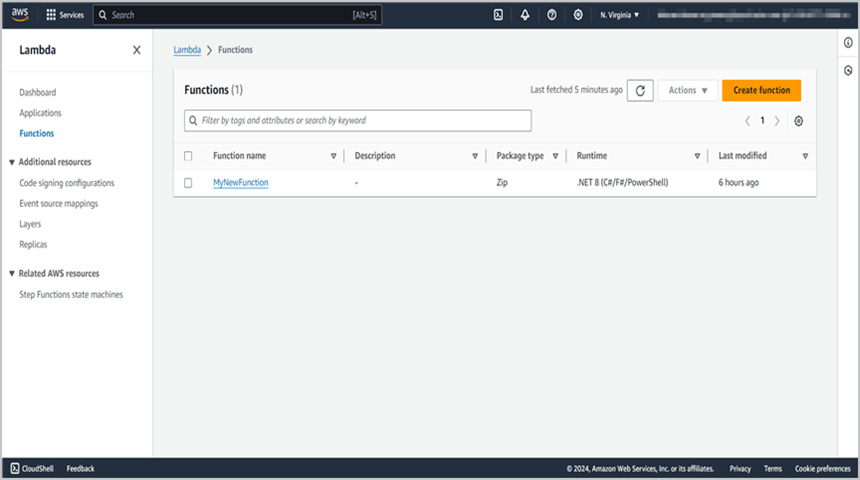 aws Services Search [Alt+S] N. Virginia
Lambda
Lambda Functions
Dashboard
Applications
Functions
Additional resources
Code signing configurations
Event source mappings
Layers
Replicas
Related AWS resources
Step Functions state machines
Functions (1) Last fetched 5 minutes ago Actions Create function
Filter by tags and attributes or search by keyword 1
Function name Description Package type Runtime Last modified
MyNewFunction - Zip .NET 8 (C#/F#/PowerShell) 6 hours ago
CloudShell Feedback © 2024, Amazon Web Services, Inc. or its affiliates. Privacy Terms Cookie preferences